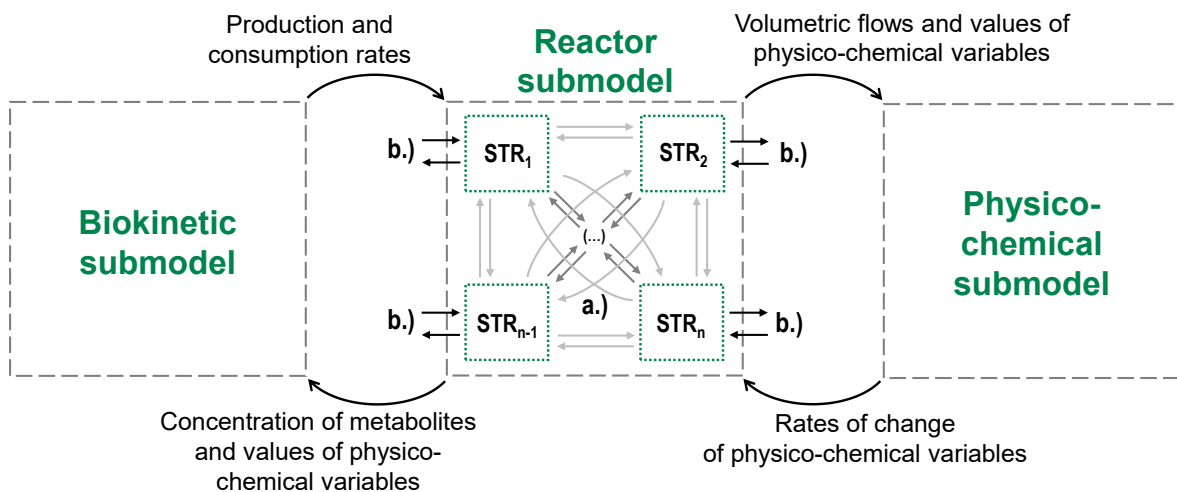 Production and
consumption rates
Reactor
submodel
Volumetric flows and values of
physico-chemical variables
b.)
STR₁
STR₂
b.)
Biokinetic
submodel
(...)
Physico-
chemical
submodel
a.)
b.)
STRₙ₋₁
STRₙ
b.)
Concentration of metabolites
and values of physico-
chemical variables
Rates of change
of physico-chemical variables